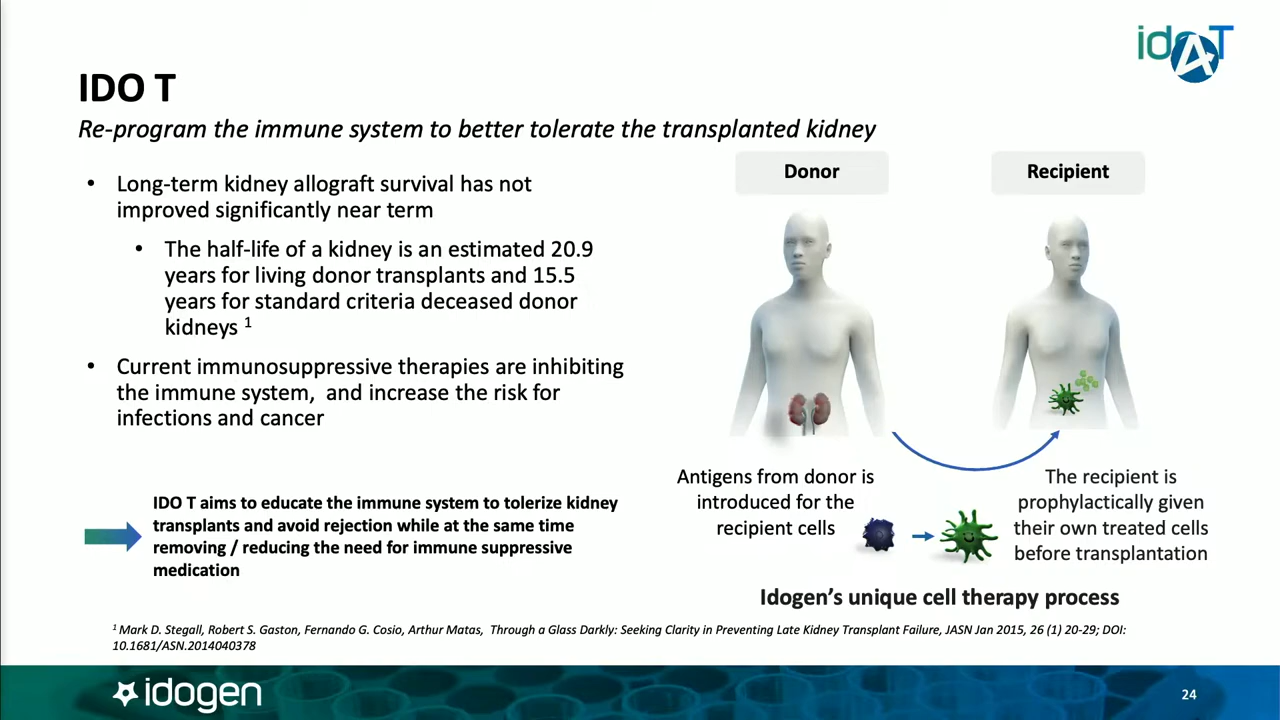 IDO T
Re-program the immune system to better tolerate the transplanted kidney
• Long-term kidney allograft survival has not
improved significantly near term
• The half-life of a kidney is an estimated 20.9
years for living donor transplants and 15.5
years for standard criteria deceased donor
kidneys 1
• Current immunosuppressive therapies are inhibiting
the immune system,  and increase the risk for
infections and cancer
IDO T aims to educate the immune system to tolerize kidney
transplants and avoid rejection while at the same time
removing / reducing the need for immune suppressive
medication
Donor
Recipient
Antigens from donor is
introduced for the
recipient cells
The recipient is
prophylactically given
their own treated cells
before transplantation
Idogen’s unique cell therapy process
1 Mark D. Stegall, Robert S. Gaston, Fernando G. Cosio, Arthur Matas,  Through a Glass Darkly: Seeking Clarity in Preventing Late Kidney Transplant Failure, JASN Jan 2015, 26 (1) 20-29; DOI:
10.1681/ASN.2014040378
idogen
24